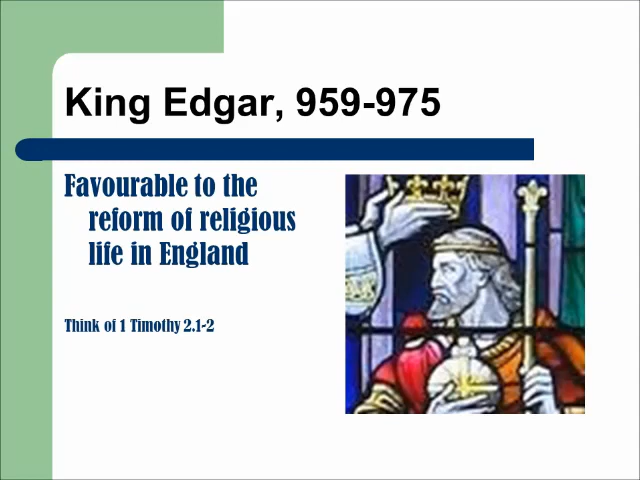 King Edgar, 959-975
Favourable to the
reform of religious
life in England
Think of 1 Timothy 2.1-2